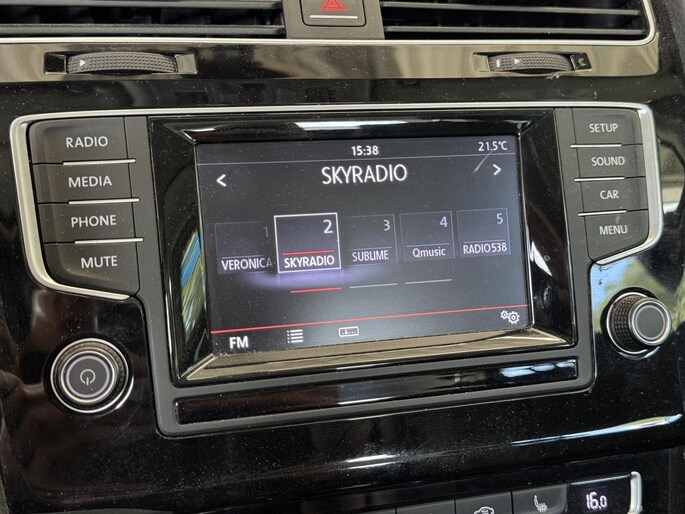 RADIO
MEDIA
PHONE
MUTE
15:38
21.5°C
SKYRADIO
1
VERONICA
2
SKYRADIO
3
SUBLIME
4
Qmusic
5
RADIO538
FM
SETUP
SOUND
CAR
MENU
16.0